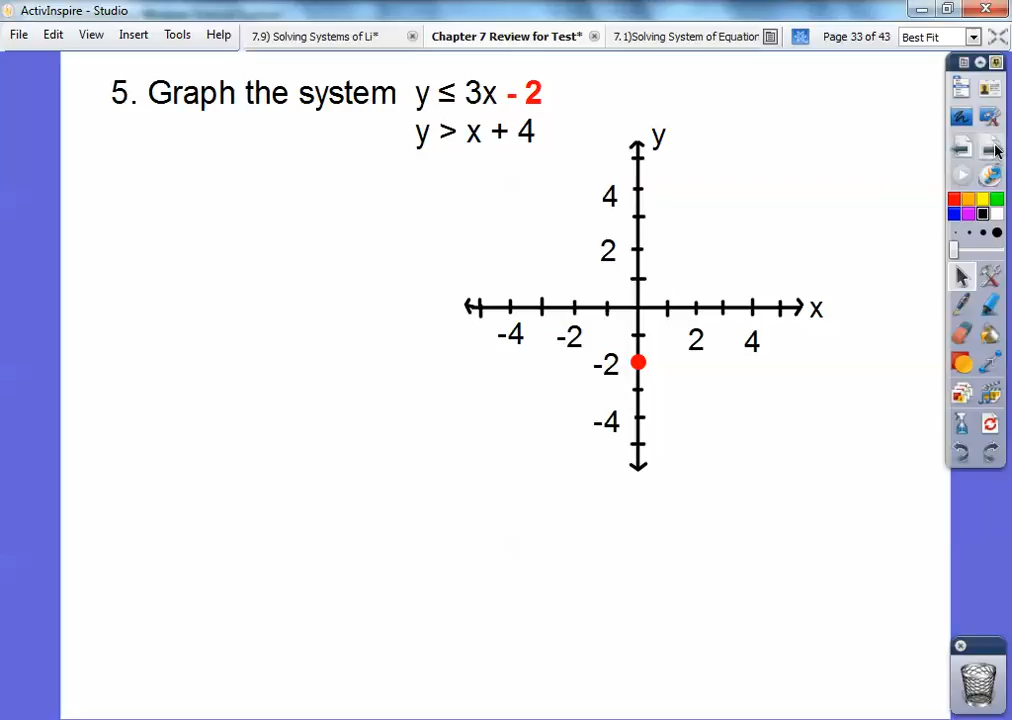 ActivInspire - Studio
File Edit View Insert Tools Help
7.9) Solving Systems of Li* Chapter 7 Review for Test* 7.1)Solving System of Equation Page 33 of 43 Best Fit
5. Graph the system y ≤ 3x - 2
y > x + 4
y
4
2
x
-4 -2 2 4
-2
-4